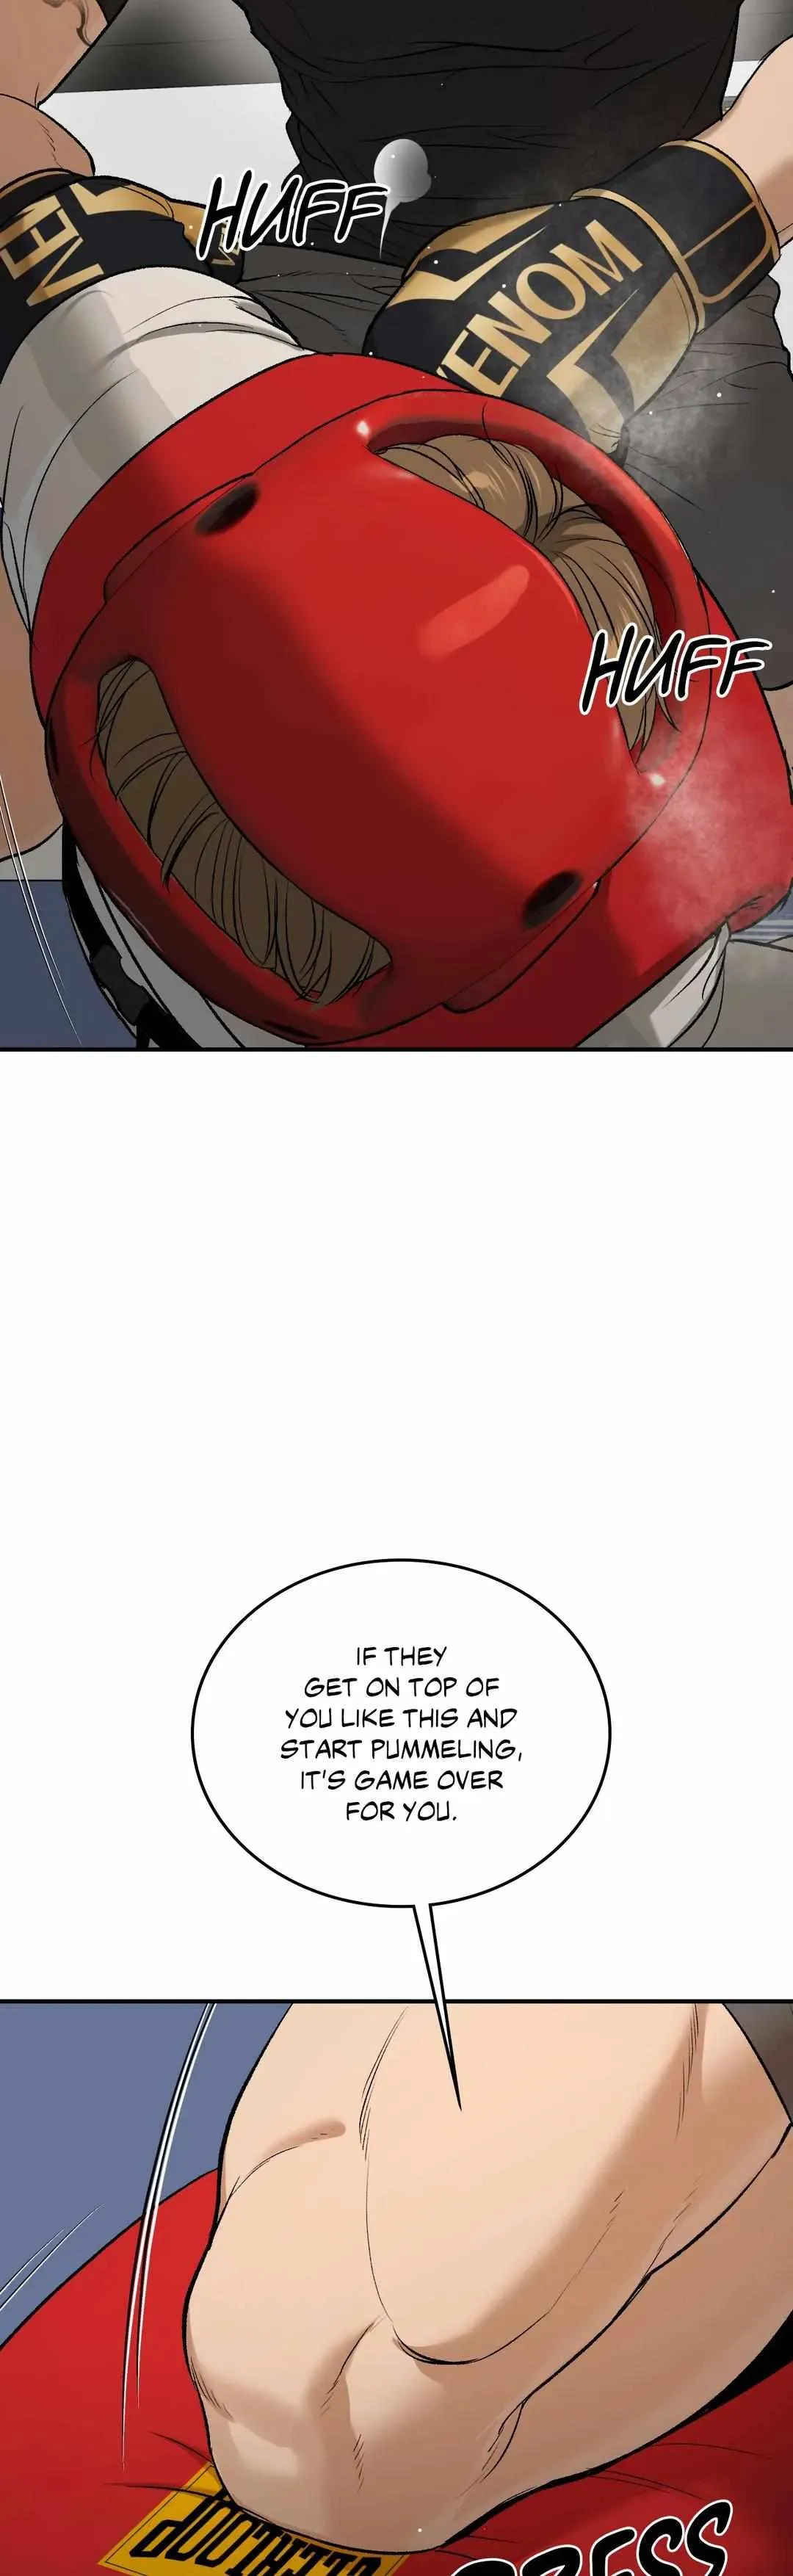 HUFF
VENOM
HUFF
IF THEY
GET ON TOP OF
YOU LIKE THIS AND
START PUMMELING,
IT'S GAME OVER
FOR YOU.